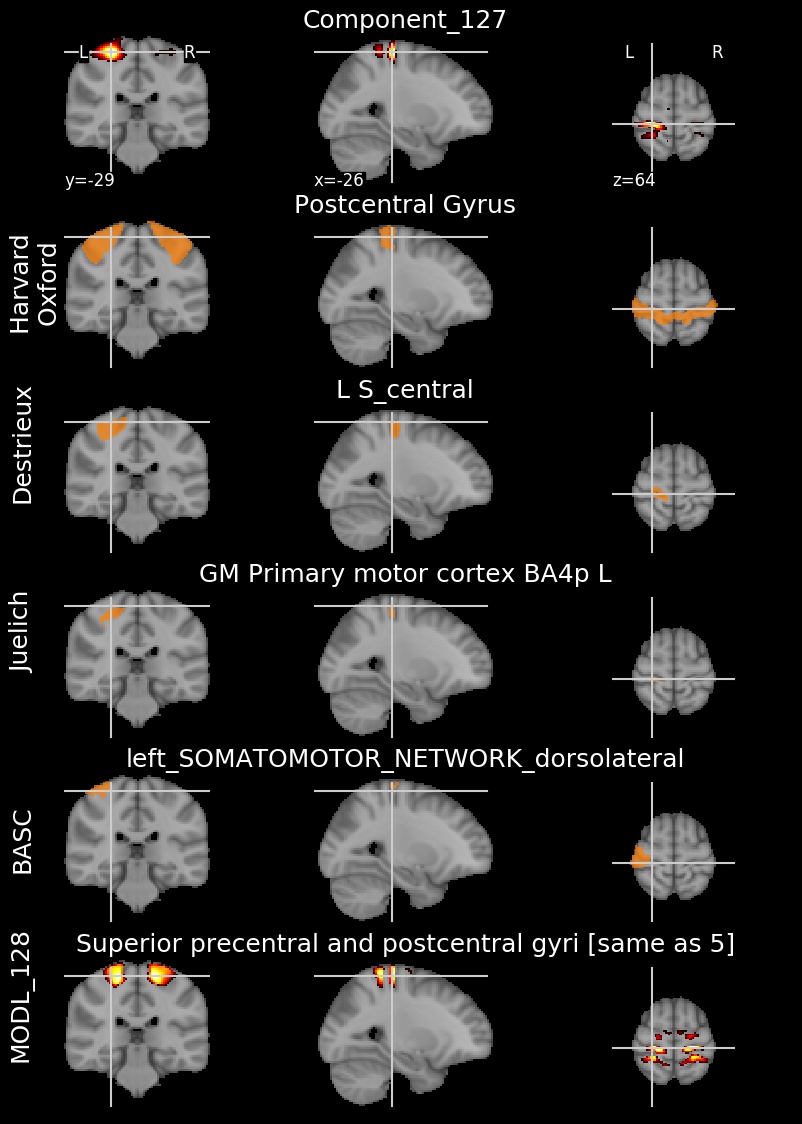 Component_127
L
R
L
R
y=-29
x=-26
z=64
Postcentral Gyrus
Harvard
Oxford
L S_central
Destrieux
GM Primary motor cortex BA4p L
Juelich
left_SOMATOMOTOR_NETWORK_dorsolateral
BASC
Superior precentral and postcentral gyri [same as 5]
MODL_128